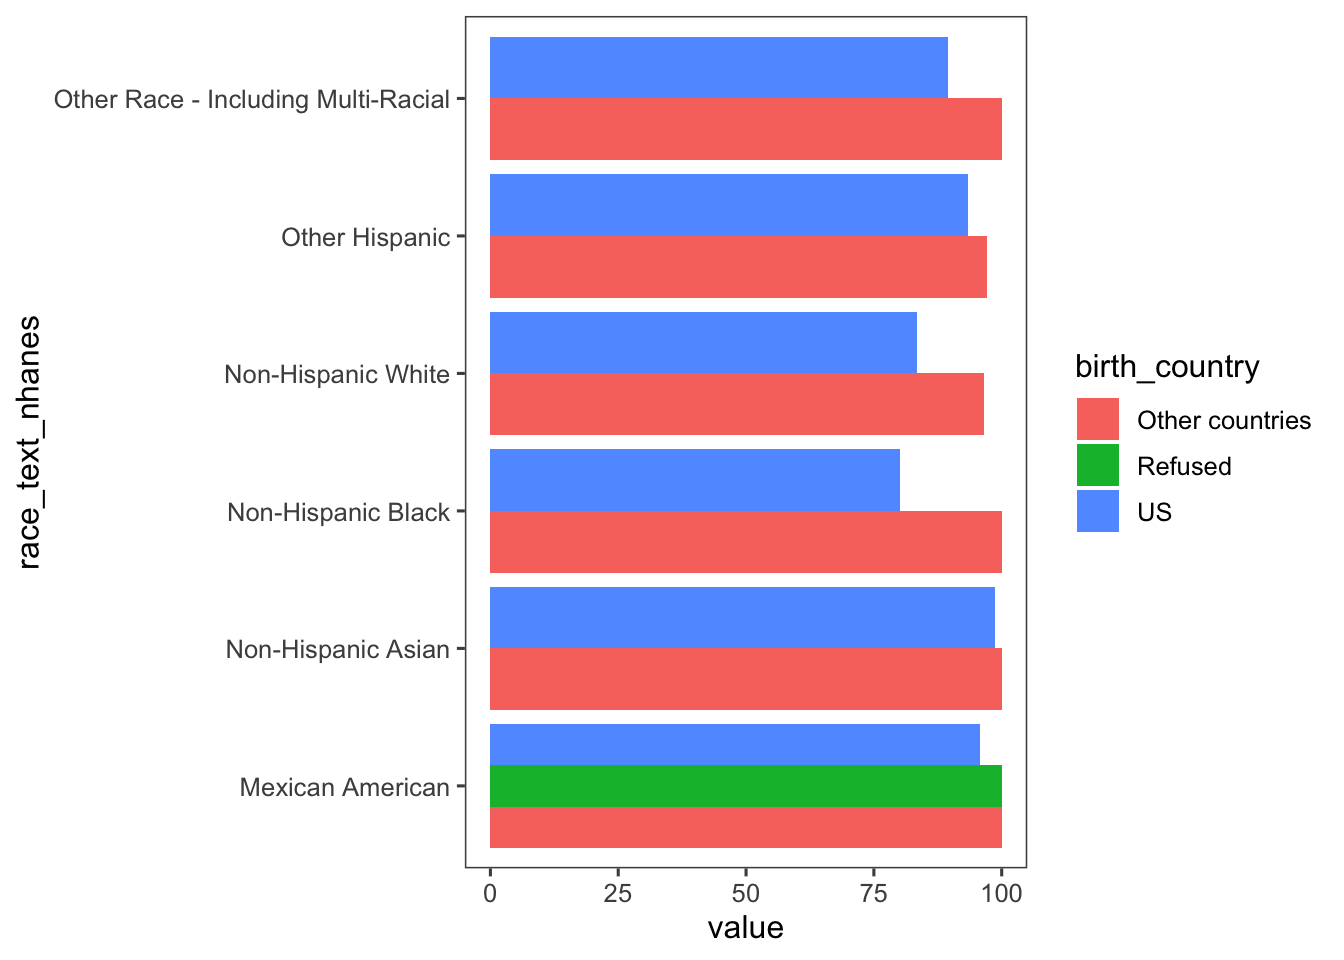 Other Race - Including Multi-Racial
Other Hispanic
Non-Hispanic White
Non-Hispanic Black
Non-Hispanic Asian
Mexican American
race_text_nhanes
0 25 50 75 100
value
birth_country
Other countries
Refused
US